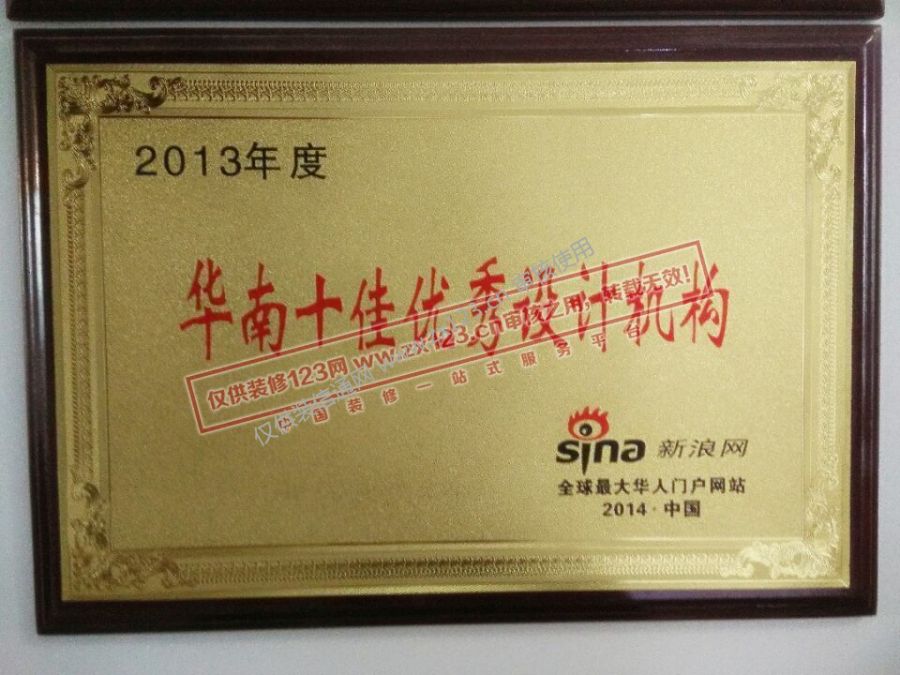 2013年度
华南十佳优秀设计机构
仅供装修123网 www.zx123.cn审核之用，转载无效！
中国装修一站式服务平台
sina 新浪网
全球最大华人门户网站
2014·中国